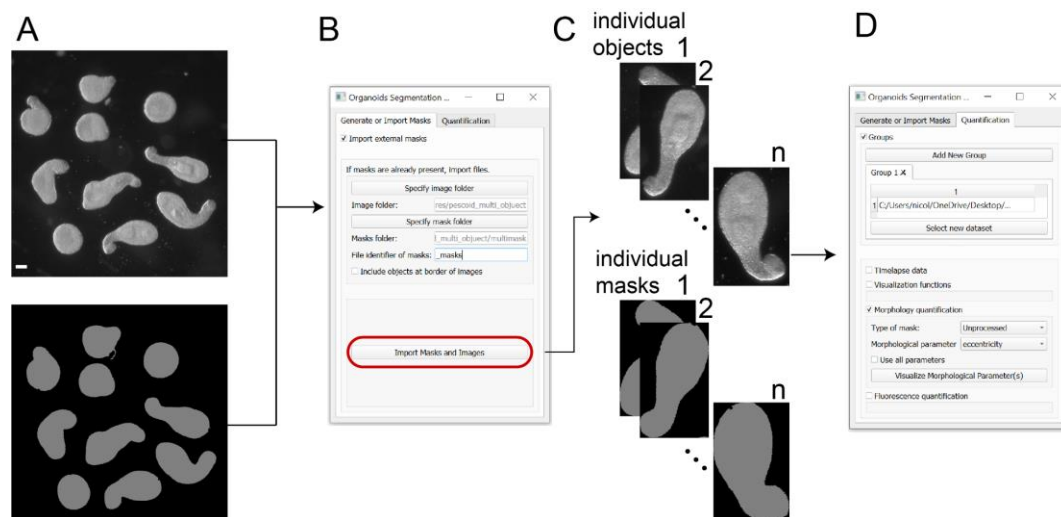 A
B
C
D
Organoids Segmentation ...
Generate or Import Masks
Quantification
Import external masks
If masks are already present, Import files.
Specify image folder
Image folder:
res/pescoid_multi_objuect
Specify mask folder
Masks folder:
l_multi_objuect/multimask
File identifier of masks:
_masks
Include objects at border of images
Import Masks and Images
individual
objects 1
2
n
individual
masks 1
2
n
Organoids Segmentation ...
Generate or Import Masks
Quantification
Groups
Add New Group
Group 1 X
1
1 C:/Users/nicol/OneDrive/Desktop/...
Select new dataset
Timelapse data
Visualization functions
Morphology quantification
Type of mask:
Unprocessed
Morphological parameter
eccentricity
Use all parameters
Visualize Morphological Parameter(s)
Fluorescence quantification